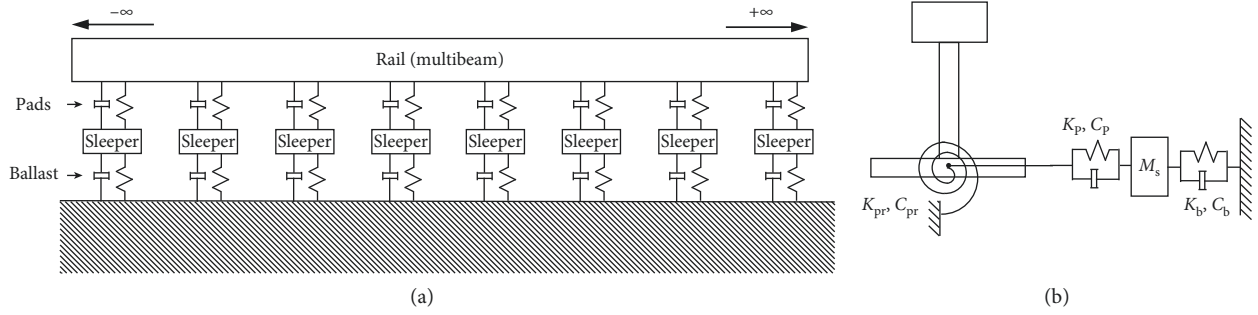 −∞
+∞
Rail (multibeam)
Pads
Sleeper Sleeper Sleeper Sleeper Sleeper Sleeper Sleeper Sleeper
Ballast
(a)
Kp, Cp
Ms
Kpr, Cpr
Kb, Cb
(b)